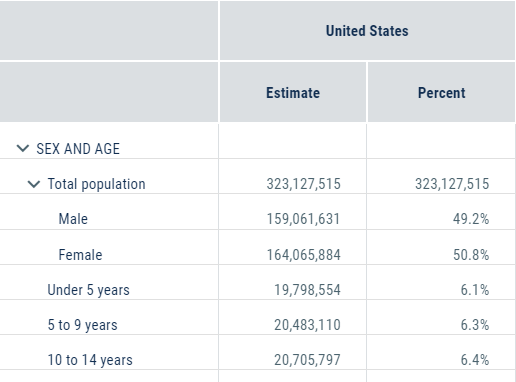 United States
Estimate Percent
SEX AND AGE
Total population 323,127,515 323,127,515
Male 159,061,631 49.2%
Female 164,065,884 50.8%
Under 5 years 19,798,554 6.1%
5 to 9 years 20,483,110 6.3%
10 to 14 years 20,705,797 6.4%